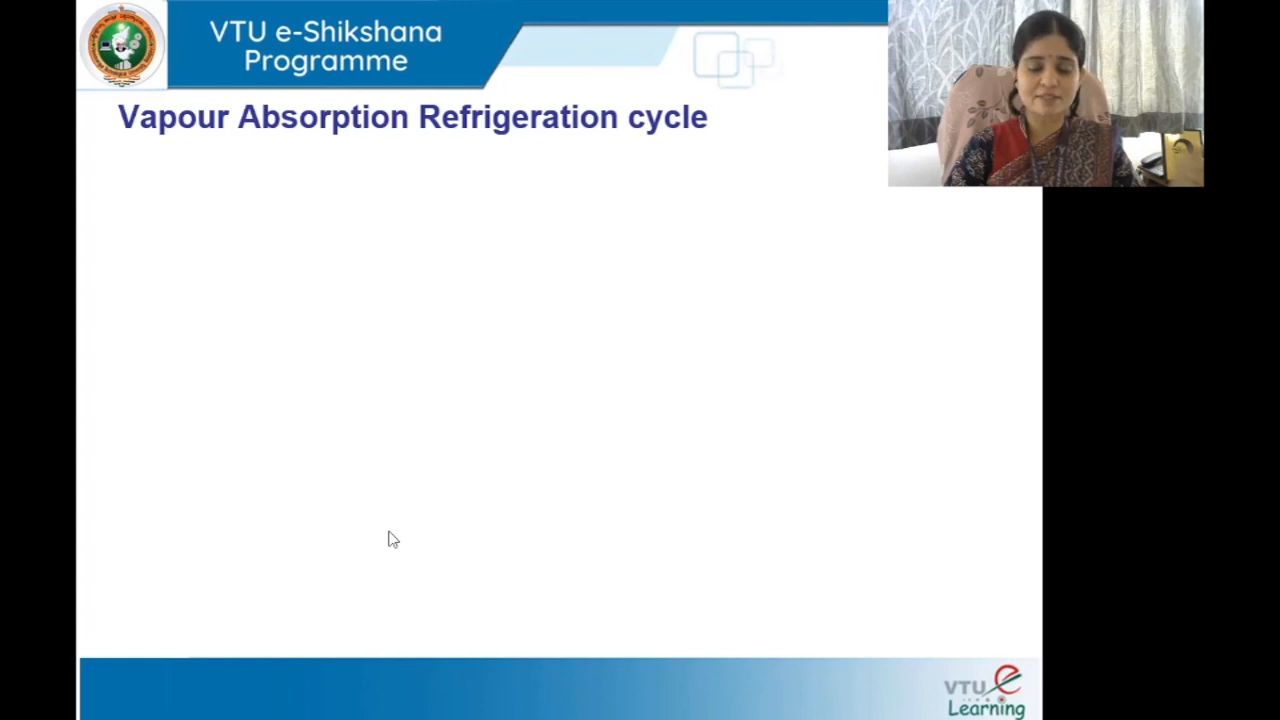 VTU e-Shikshana
Programme
Vapour Absorption Refrigeration cycle
VTU e
Learning